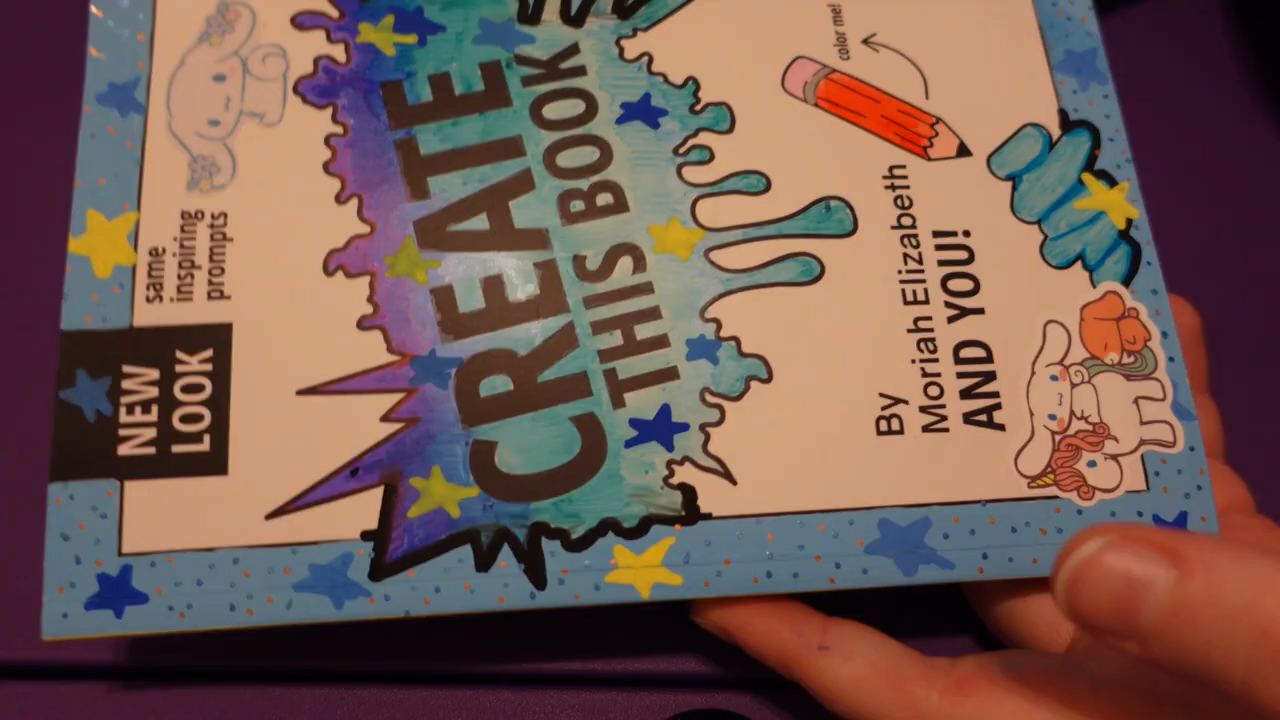 NEW
LOOK
same
inspiring
prompts
CREATE
THIS BOOK
color me!
By
Moriah Elizabeth
AND YOU!